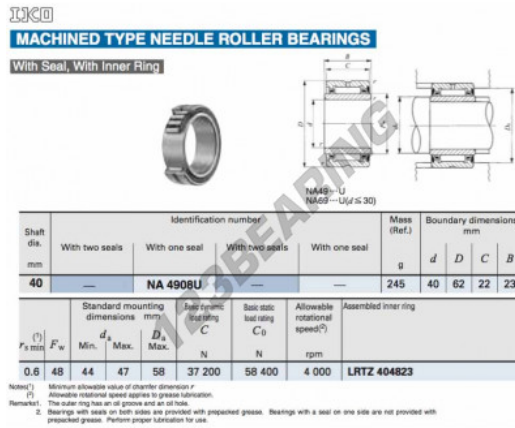 IKO
MACHINED TYPE NEEDLE ROLLER BEARINGS
With Seal, With Inner Ring
B
C
r
r
D
d
Da
NA49···U
NA69···U(d≦30)
123BEARING
Shaft dia. mm
Identification number
Mass (Ref.) g
Boundary dimensions mm
With two seals With one seal With two seals With one seal
d D C B
40 — NA 4908U — — 245 40 62 22 23
Standard mounting dimensions mm
Basic dynamic load rating C N
Basic static load rating C0 N
Allowable rotational speed(2) rpm
Assembled inner ring
rs min (1) Fw da Min. Max. Da Max.
0.6 48 44 47 58 37 200 58 400 4 000 LRTZ 404823
Notes(1) Minimum allowable value of chamfer dimension r
(2) Allowable rotational speed applies to grease lubrication.
Remarks1. The outer ring has an oil groove and an oil hole.
2. Bearings with seals on both sides are provided with prepacked grease. Bearings with a seal on one side are not provided with
prepacked grease. Perform proper lubrication for use.